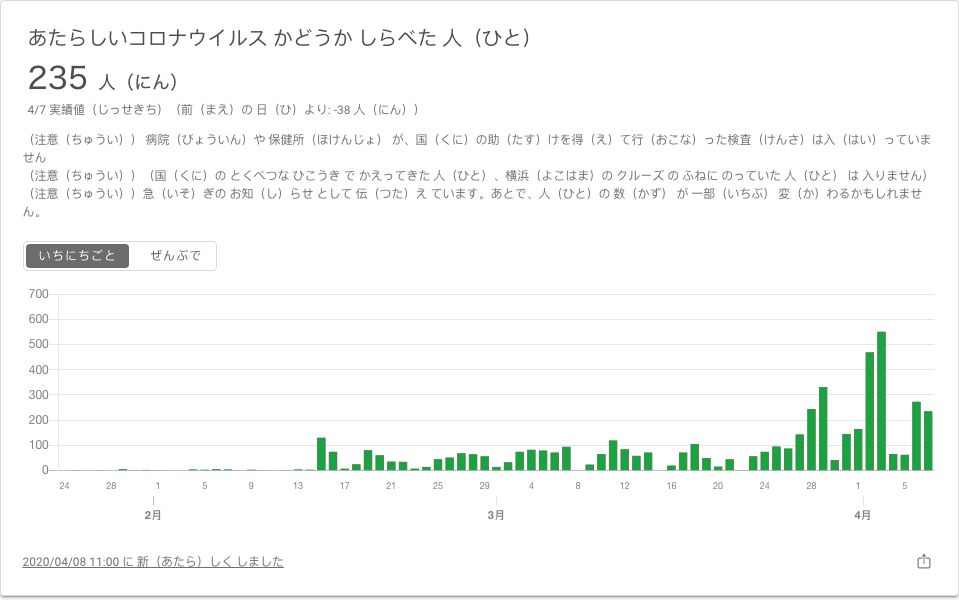 あたらしいコロナウイルス かどうか しらべた 人（ひと）
235 人（にん）
4/7 実績値（じっせきち）（前（まえ）の 日（ひ）より: -38 人（にん））
（注意（ちゅうい）） 病院（びょういん）や 保健所（ほけんじょ） が、国（くに）の助（たす）けを得（え）て行（おこな）った検査（けんさ）は入（はい）っていま
せん
（注意（ちゅうい））（国（くに）の とくべつな ひこうき で かえってきた 人（ひと）、横浜（よこはま）の クルーズ の ふねに のっていた 人（ひと） は 入りません）
（注意（ちゅうい））急（いそ）ぎの お知（し）らせ として 伝（つた）え ています。あとで、人（ひと）の 数（かず） が 一部（いちぶ） 変（か）わるかもしれませ
ん。
いちにちごと ぜんぶで
700
600
500
400
300
200
100
0
24 28 1 5 9 13 17 21 25 29 4 8 12 16 20 24 28 1 5
2月 3月 4月
2020/04/08 11:00 に 新（あたら）しく しました